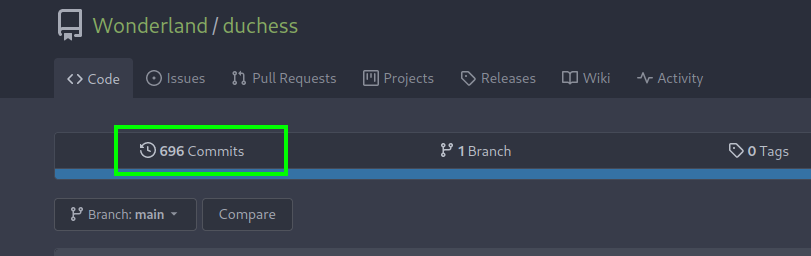 Wonderland / duchess
Code Issues Pull Requests Projects Releases Wiki Activity
696 Commits 1 Branch 0 Tags
Branch: main Compare